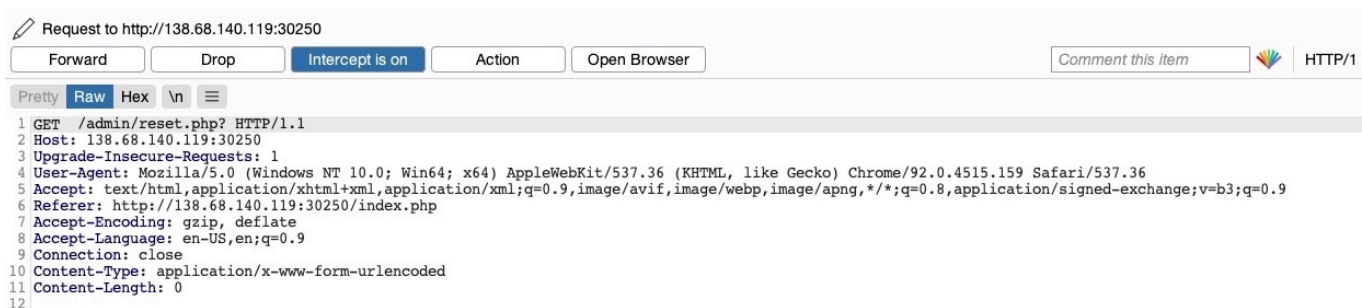 Request to http://138.68.140.119:30250
Forward Drop Intercept is on Action Open Browser Comment this item HTTP/1
Pretty Raw Hex \n
1 GET /admin/reset.php? HTTP/1.1
2 Host: 138.68.140.119:30250
3 Upgrade-Insecure-Requests: 1
4 User-Agent: Mozilla/5.0 (Windows NT 10.0; Win64; x64) AppleWebKit/537.36 (KHTML, like Gecko) Chrome/92.0.4515.159 Safari/537.36
5 Accept: text/html,application/xhtml+xml,application/xml;q=0.9,image/avif,image/webp,image/apng,*/*;q=0.8,application/signed-exchange;v=b3;q=0.9
6 Referer: http://138.68.140.119:30250/index.php
7 Accept-Encoding: gzip, deflate
8 Accept-Language: en-US,en;q=0.9
9 Connection: close
10 Content-Type: application/x-www-form-urlencoded
11 Content-Length: 0
12